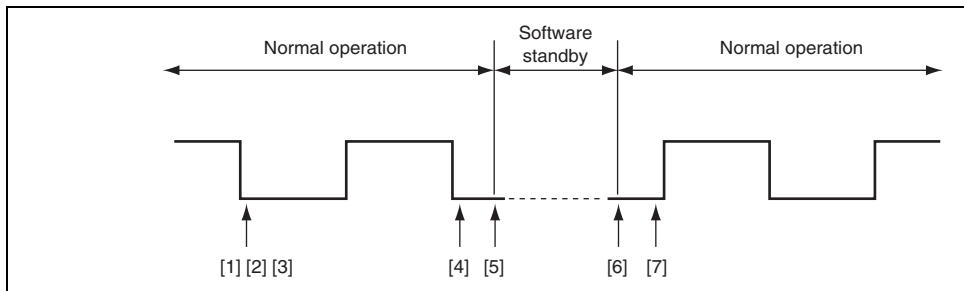 Normal operation
Software
standby
Normal operation
[1] [2] [3]
[4]
[5]
[6]
[7]